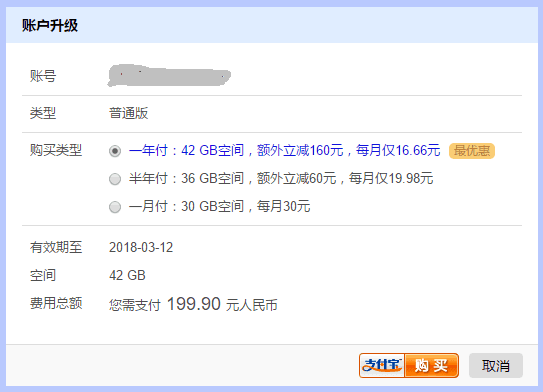 账户升级
账号
类型 普通版
购买类型 一年付：42 GB空间，额外立减160元，每月仅16.66元 最优惠
半年付：36 GB空间，额外立减60元，每月仅19.98元
一月付：30 GB空间，每月30元
有效期至 2018-03-12
空间 42 GB
费用总额 您需支付 199.90 元人民币
支付宝 购买 取消